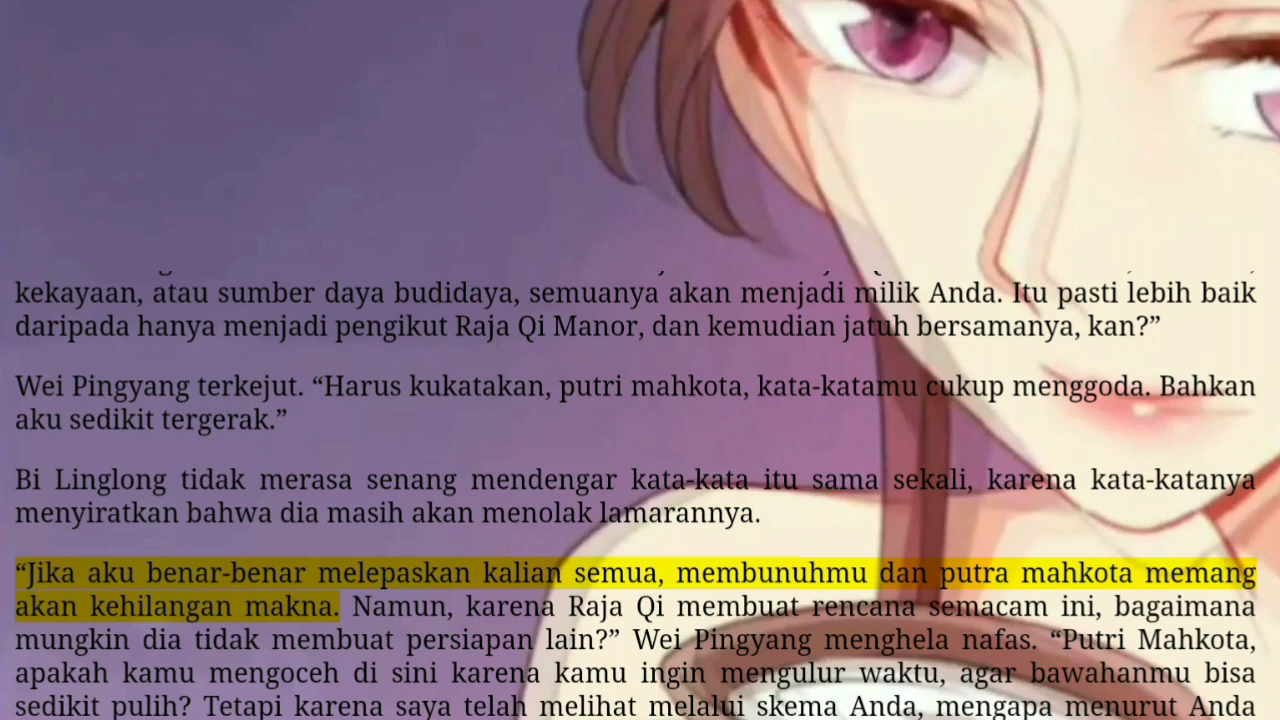 kekayaan, atau sumber daya budidaya, semuanya akan menjadi milik Anda. Itu pasti lebih baik
daripada hanya menjadi pengikut Raja Qi Manor, dan kemudian jatuh bersamanya, kan?”
Wei Pingyang terkejut. “Harus kukatakan, putri mahkota, kata-katamu cukup menggoda. Bahkan
aku sedikit tergerak.”
Bi Linglong tidak merasa senang mendengar kata-kata itu sama sekali, karena kata-katanya
menyiratkan bahwa dia masih akan menolak lamarannya.
“Jika aku benar-benar melepaskan kalian semua, membunuhmu dan putra mahkota memang
akan kehilangan makna. Namun, karena Raja Qi membuat rencana semacam ini, bagaimana
mungkin dia tidak membuat persiapan lain?” Wei Pingyang menghela nafas. “Putri Mahkota,
apakah kamu mengoceh di sini karena kamu ingin mengulur waktu, agar bawahanmu bisa
sedikit pulih? Tetapi karena saya telah melihat melalui skema Anda, mengapa menurut Anda